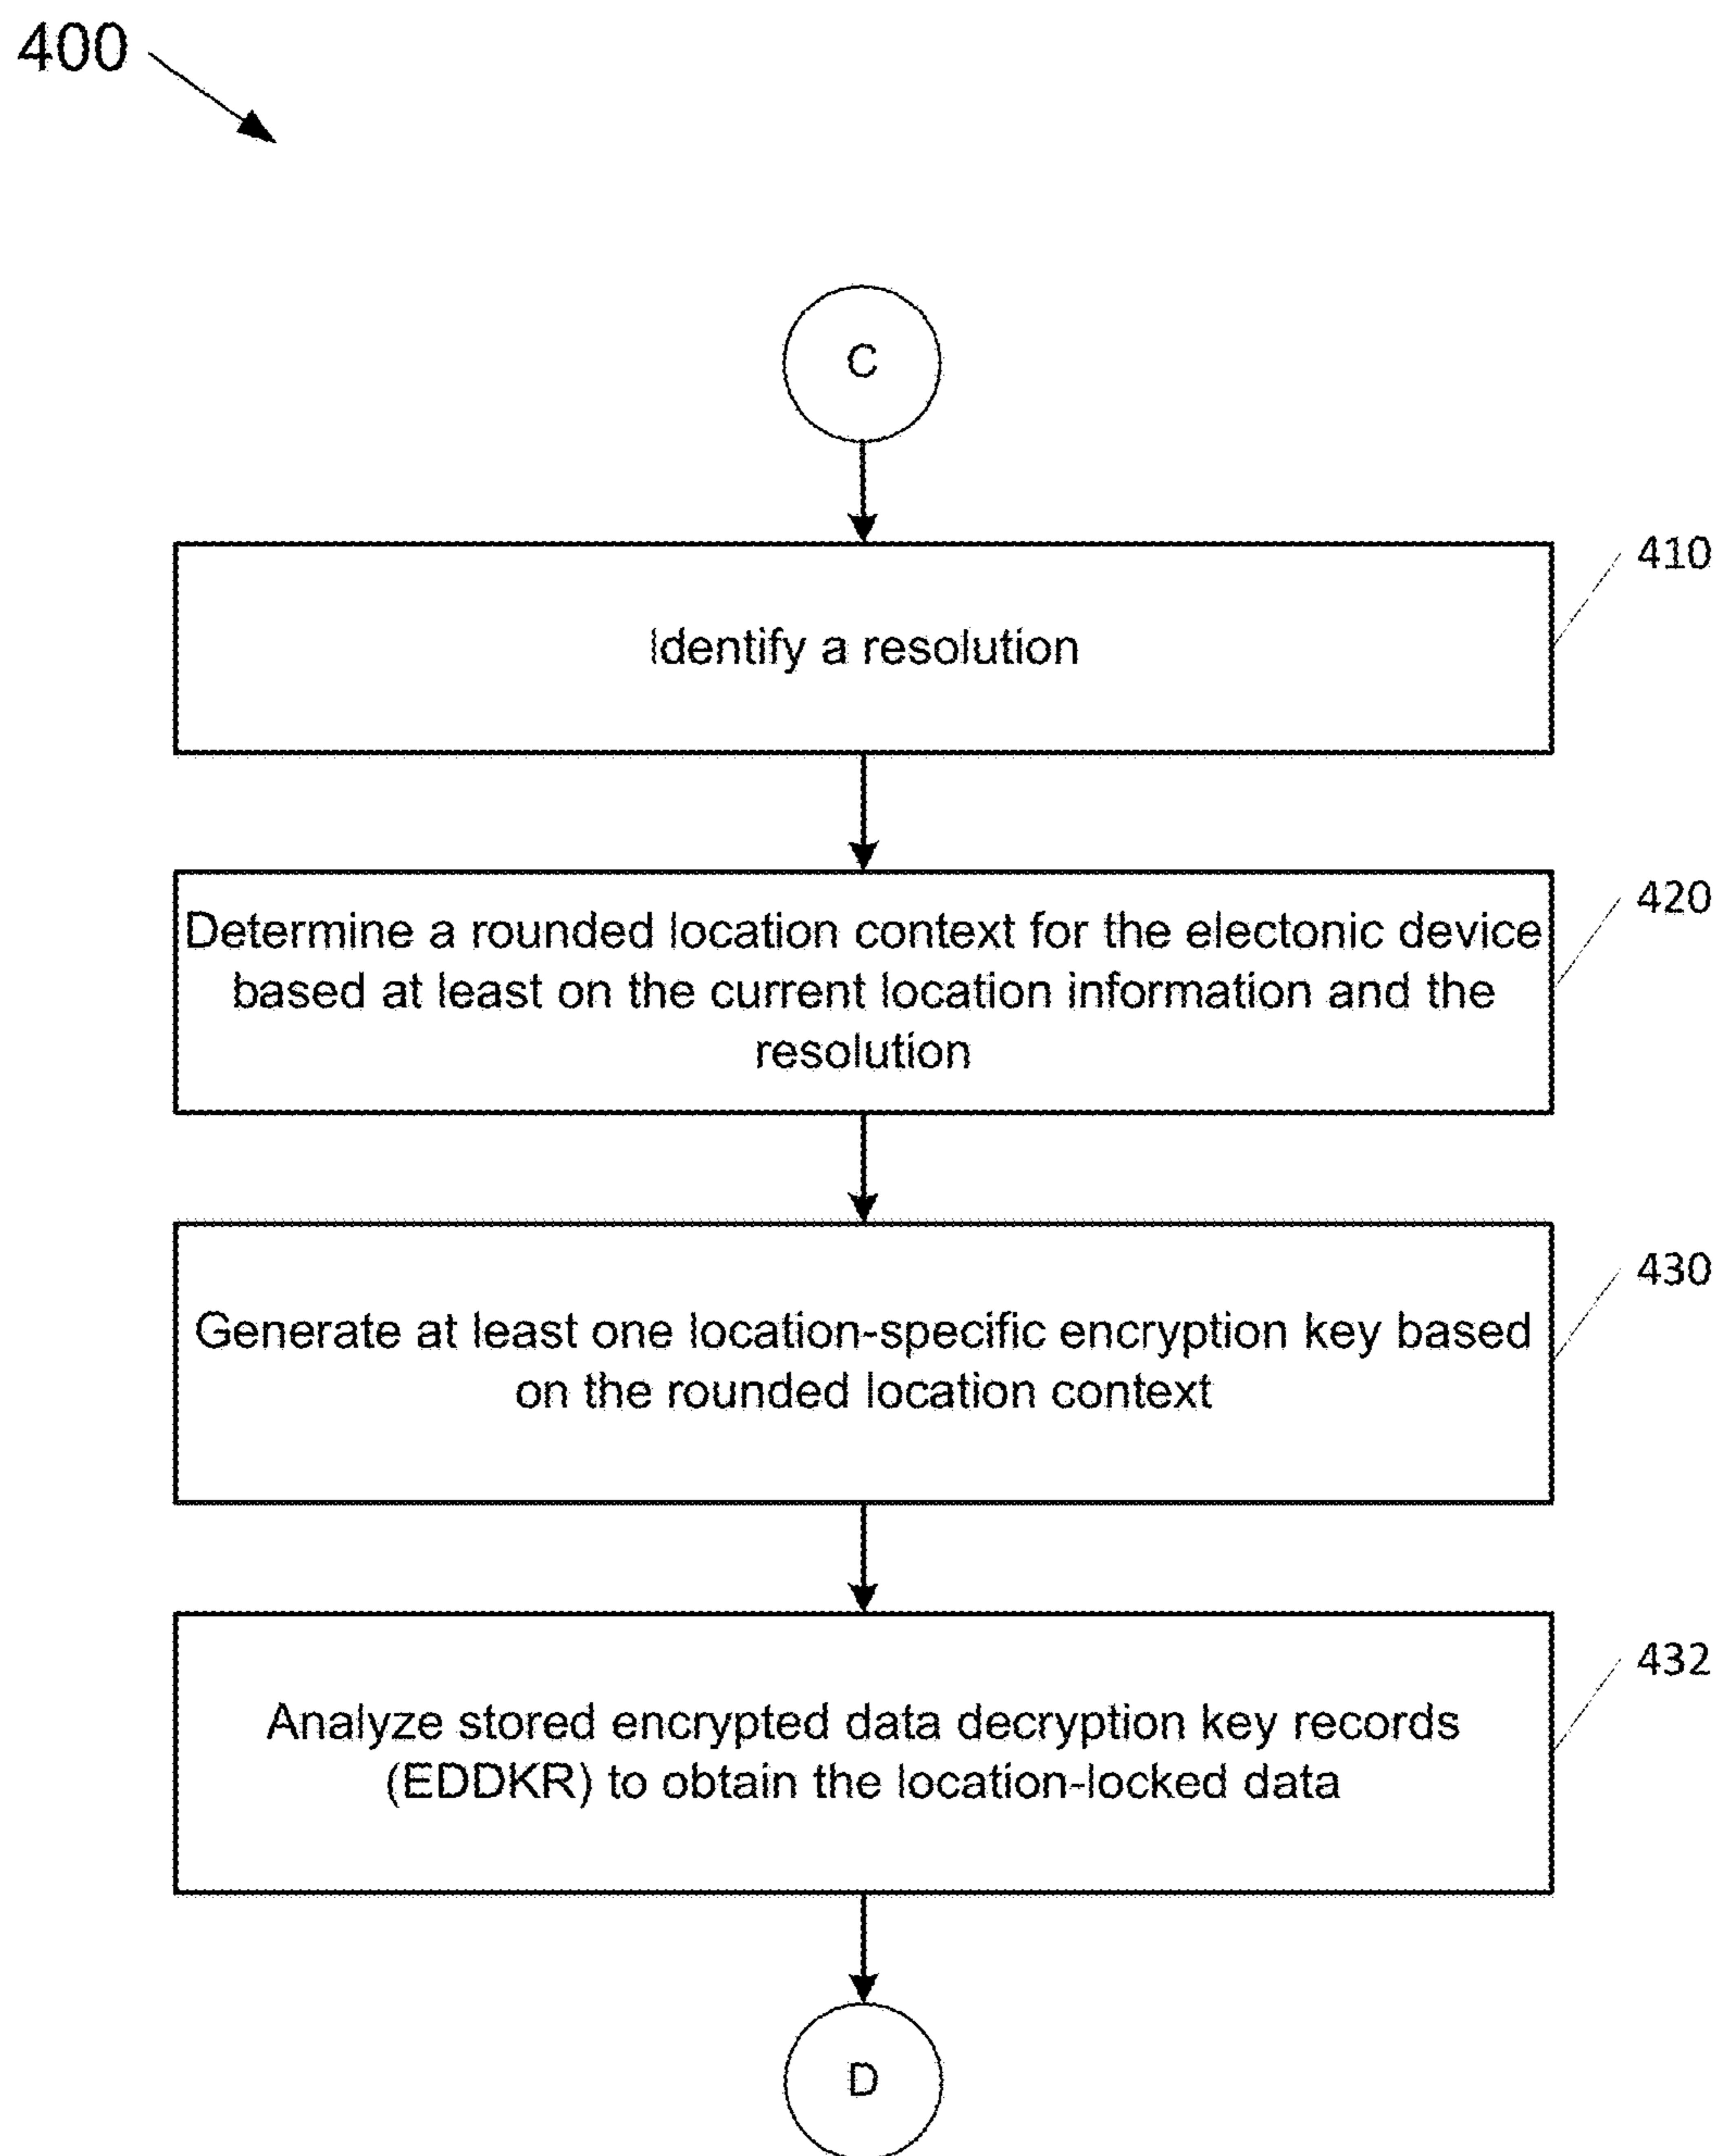 400
C
410
Identify a resolution
420
Determine a rounded location context for the electonic device
based at least on the current location information and the
resolution
430
Generate at least one location-specific encryption key based
on the rounded location context
432
Analyze stored encrypted data decryption key records
(EDDKR) to obtain the location-locked data
D